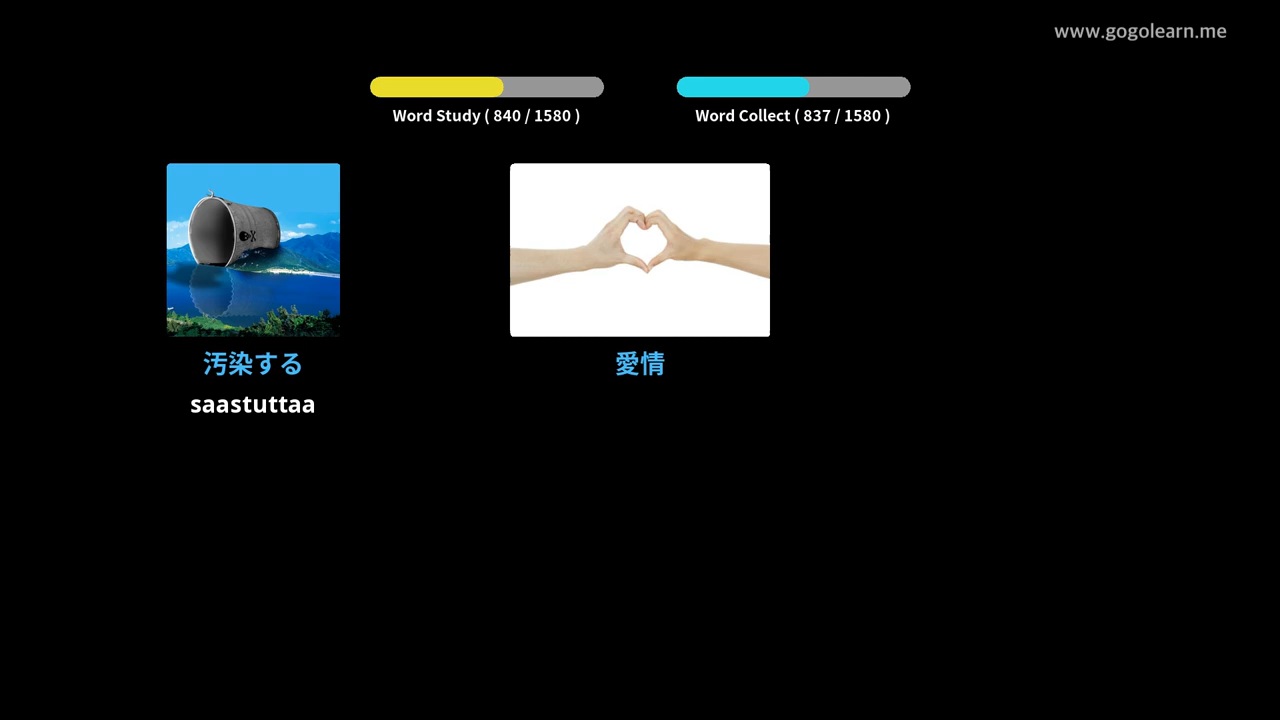 www.gogolearn.me
Word Study ( 840 / 1580 )
Word Collect ( 837 / 1580 )
汚染する
愛情
saastuttaa